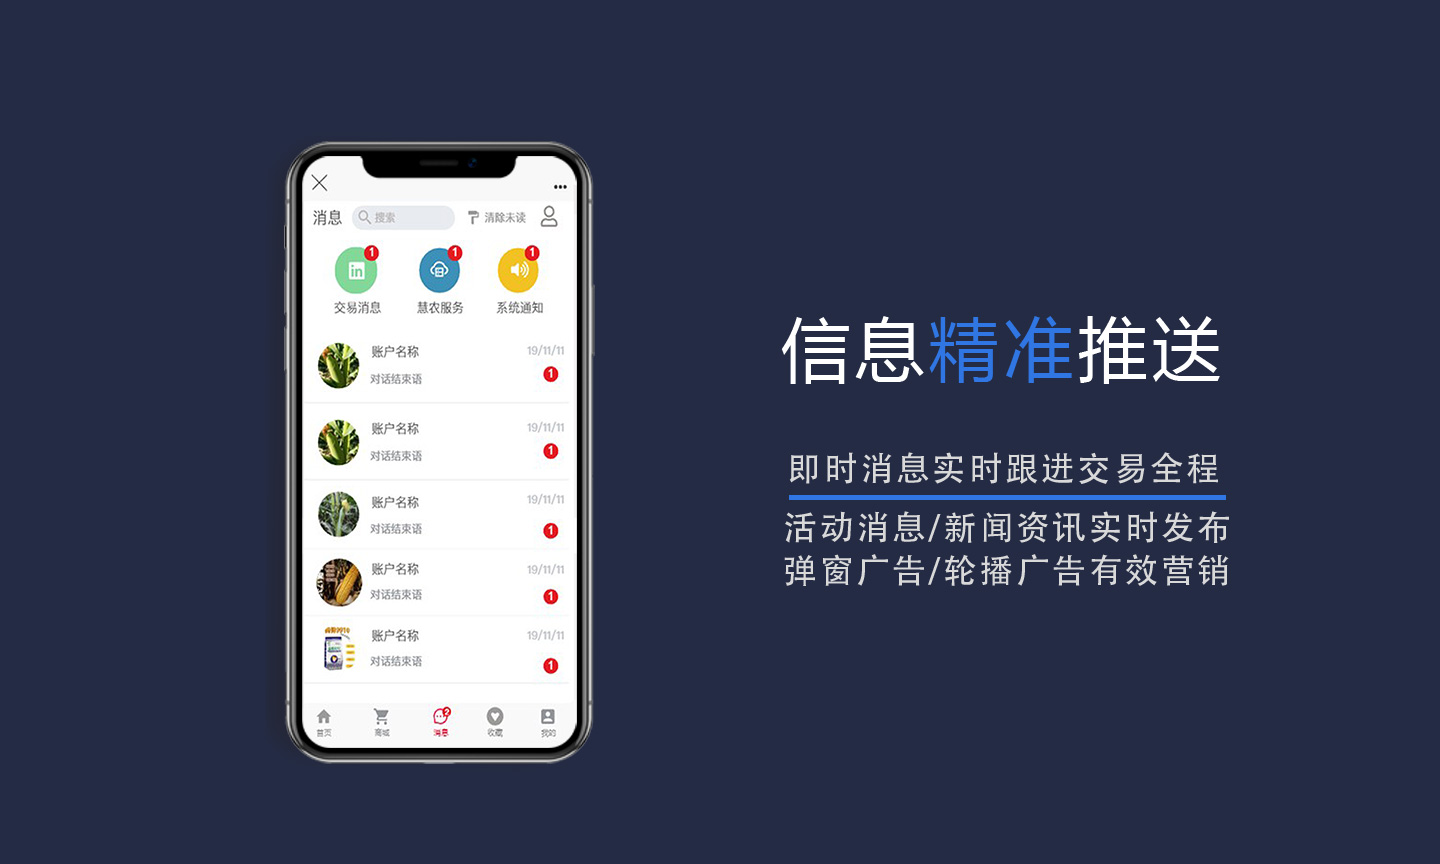 消息 搜索 清除未读
1 1 1
交易消息 慧农服务 系统通知
账户名称 19/11/11
对话结束语 1
账户名称 19/11/11
对话结束语 1
账户名称 19/11/11
对话结束语 1
账户名称 19/11/11
对话结束语 1
账户名称 19/11/11
对话结束语 1
2
首页 商城 消息 收藏 我的
信息精准推送
即时消息实时跟进交易全程
活动消息/新闻资讯实时发布
弹窗广告/轮播广告有效营销